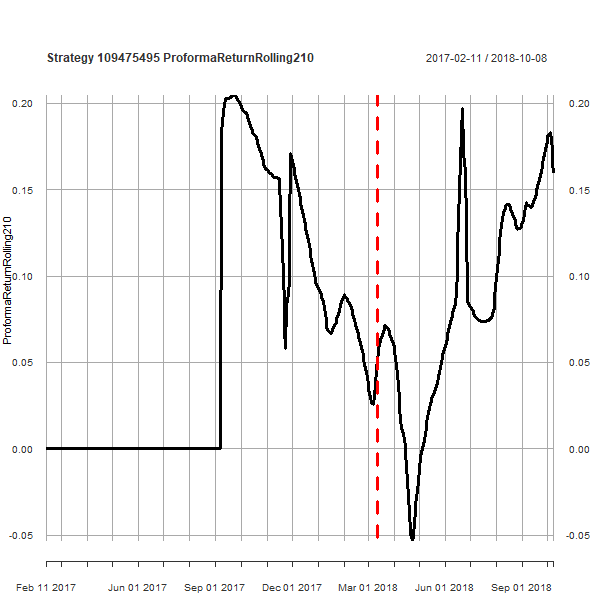 Strategy 109475495 ProformaReturnRolling210 2017-02-11 / 2018-10-08
0.20 0.20
0.15 0.15
0.10 0.10
0.05 0.05
0.00 0.00
-0.05 -0.05
ProformaReturnRolling210
Feb 11 2017 Jun 01 2017 Sep 01 2017 Dec 01 2017 Mar 01 2018 Jun 01 2018 Sep 01 2018